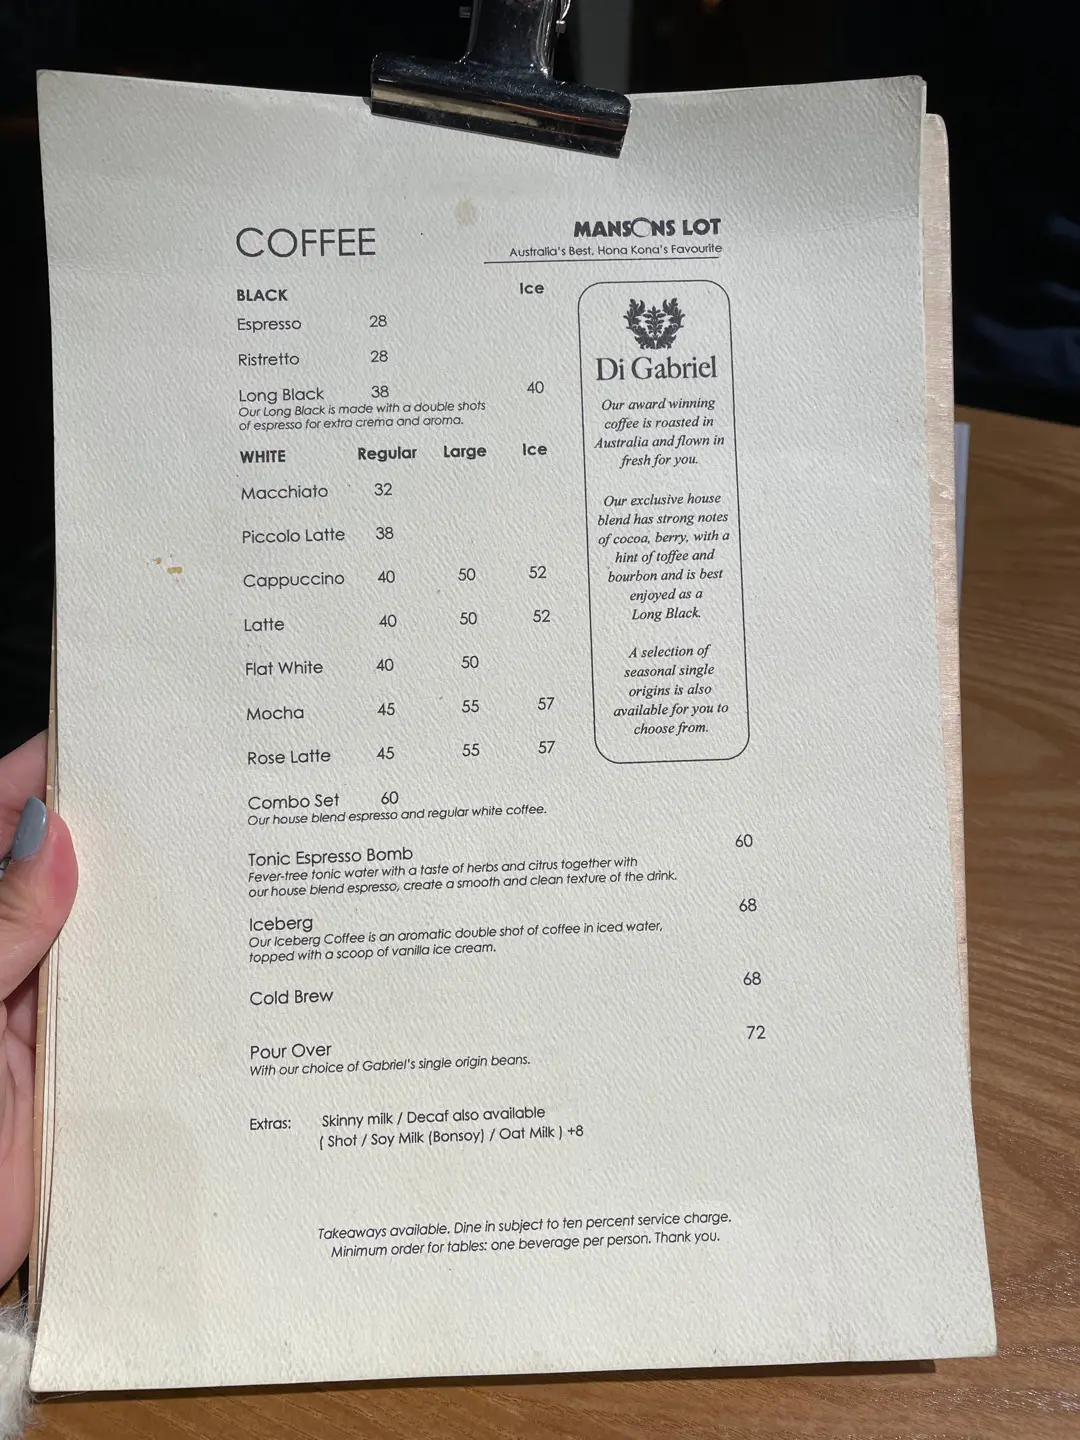 COFFEE
MANSONS LOT
Australia's Best, Hong Kong's Favourite
BLACK Ice
Espresso 28
Ristretto 28
Long Black 38 40
Our Long Black is made with a double shots
of espresso for extra crema and aroma.
WHITE Regular Large Ice
Macchiato 32
Piccolo Latte 38
Cappuccino 40 50 52
Latte 40 50 52
Flat White 40 50
Mocha 45 55 57
Rose Latte 45 55 57
Combo Set 60
Our house blend espresso and regular white coffee.
Di Gabriel
Our award winning
coffee is roasted in
Australia and flown in
fresh for you.
Our exclusive house
blend has strong notes
of cocoa, berry, with a
hint of toffee and
bourbon and is best
enjoyed as a
Long Black.
A selection of
seasonal single
origins is also
available for you to
choose from.
Tonic Espresso Bomb 60
Fever-tree tonic water with a taste of herbs and citrus together with
our house blend espresso, create a smooth and clean texture of the drink.
Iceberg 68
Our Iceberg Coffee is an aromatic double shot of coffee in iced water,
topped with a scoop of vanilla ice cream.
Cold Brew 68
Pour Over 72
With our choice of Gabriel's single origin beans.
Extras: Skinny milk / Decaf also available
( Shot / Soy Milk (Bonsoy) / Oat Milk ) +8
Takeaways available. Dine in subject to ten percent service charge.
Minimum order for tables: one beverage per person. Thank you.